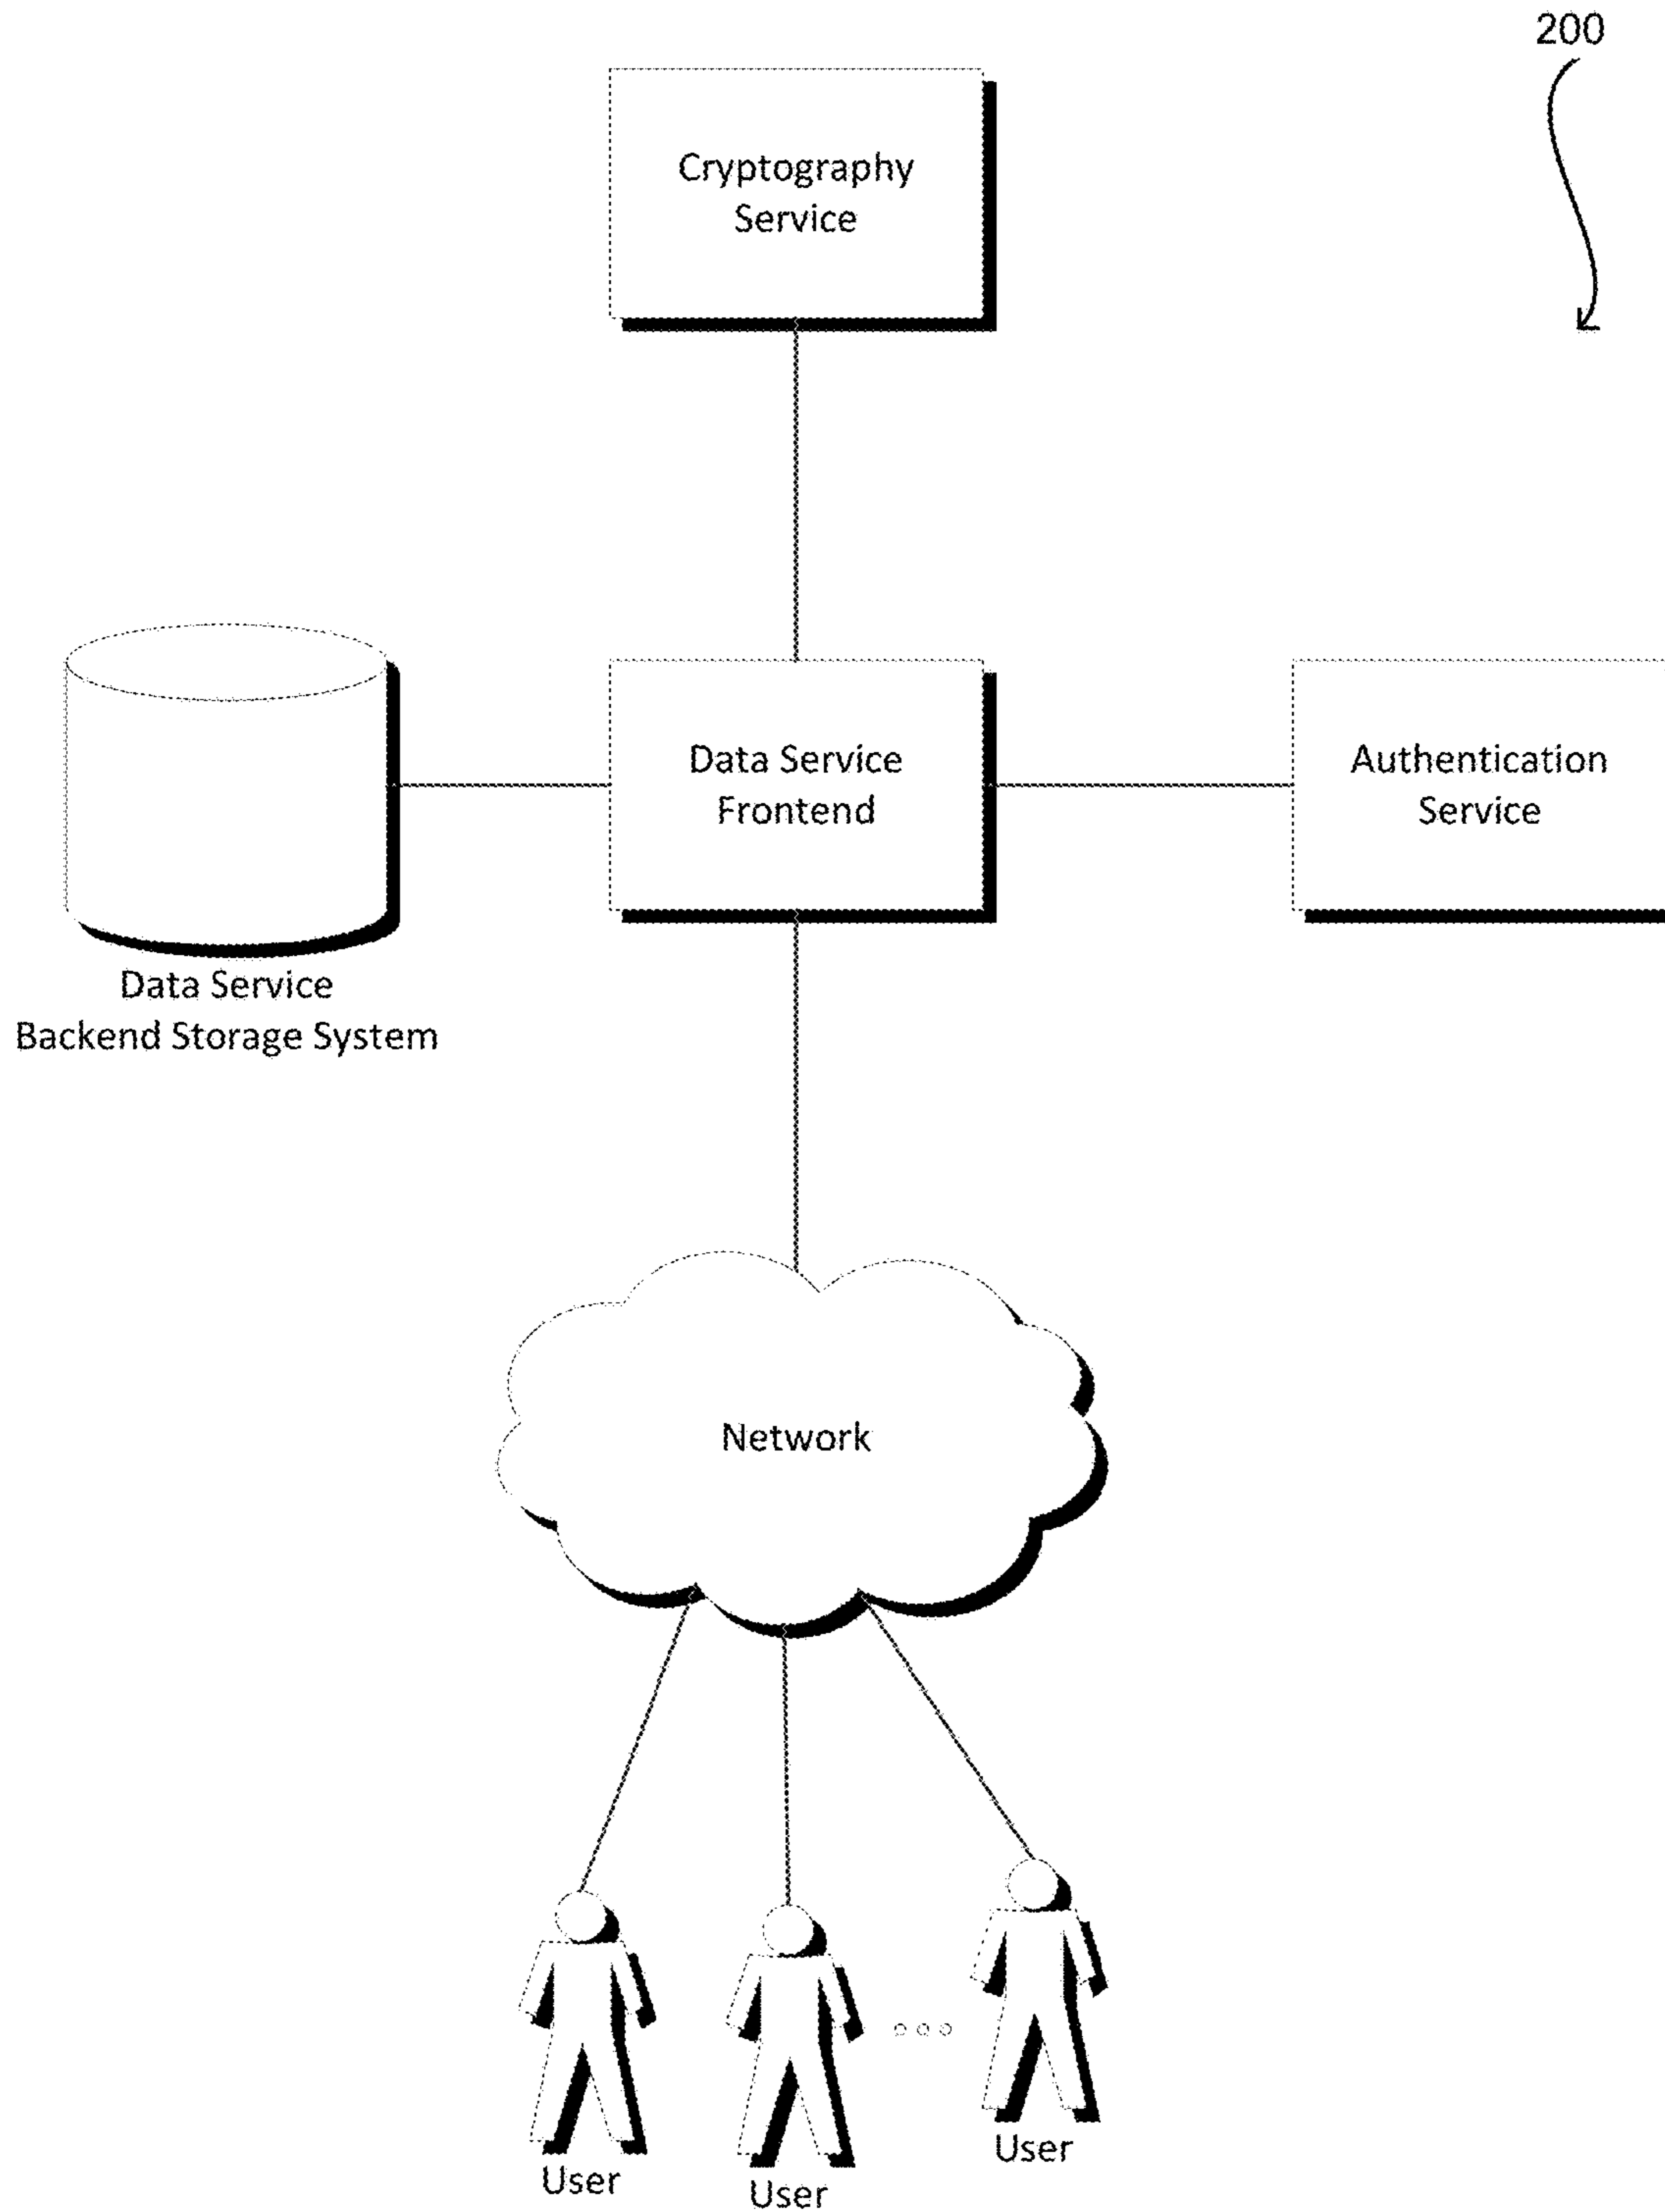 200
Cryptography
Service
Data Service
Frontend
Authentication
Service
Data Service
Backend Storage System
Network
User
User
User